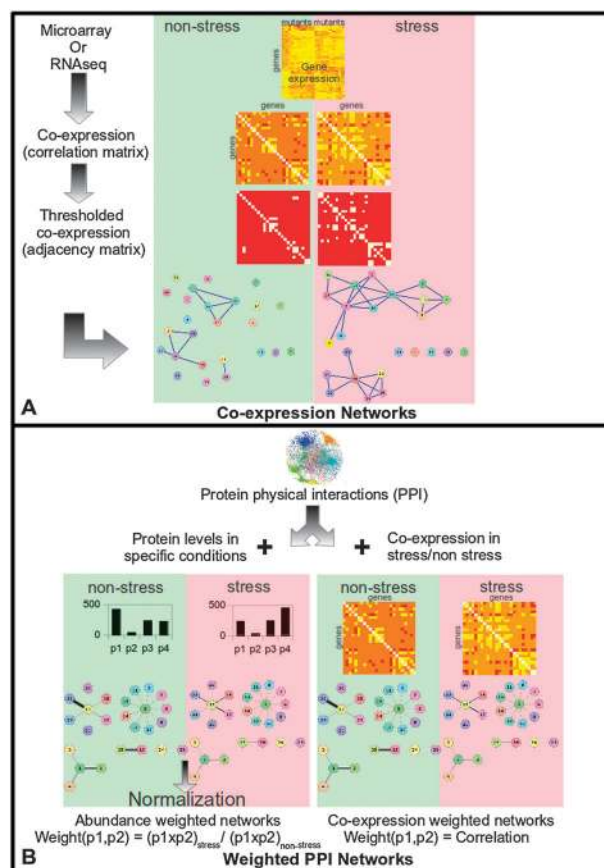 non-stress
stress
Microarray
Or
RNAseq
mutants mutants
genes
Gene
expression
genes
genes
genes
Co-expression
(correlation matrix)
Thresholded
co-expression
(adjacency matrix)
A
Co-expression Networks
Protein physical interactions (PPI)
Protein levels in
specific conditions
+
+
Co-expression in
stress/non stress
non-stress
stress
non-stress
stress
500
0
p1 p2 p3 p4
500
0
p1 p2 p3 p4
genes
genes
genes
genes
Normalization
Abundance weighted networks
Weight(p1,p2) = (p1xp2)stress / (p1xp2)non-stress
Co-expression weighted networks
Weight(p1,p2) = Correlation
B
Weighted PPI Networks